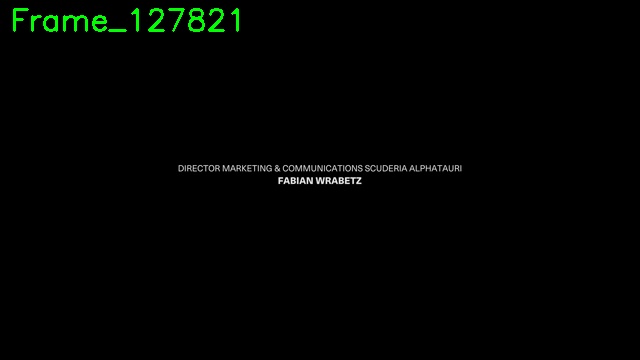 Frame_127821
DIRECTOR MARKETING & COMMUNICATIONS SCUDERIA ALPHATAURI
FABIAN WRABETZ